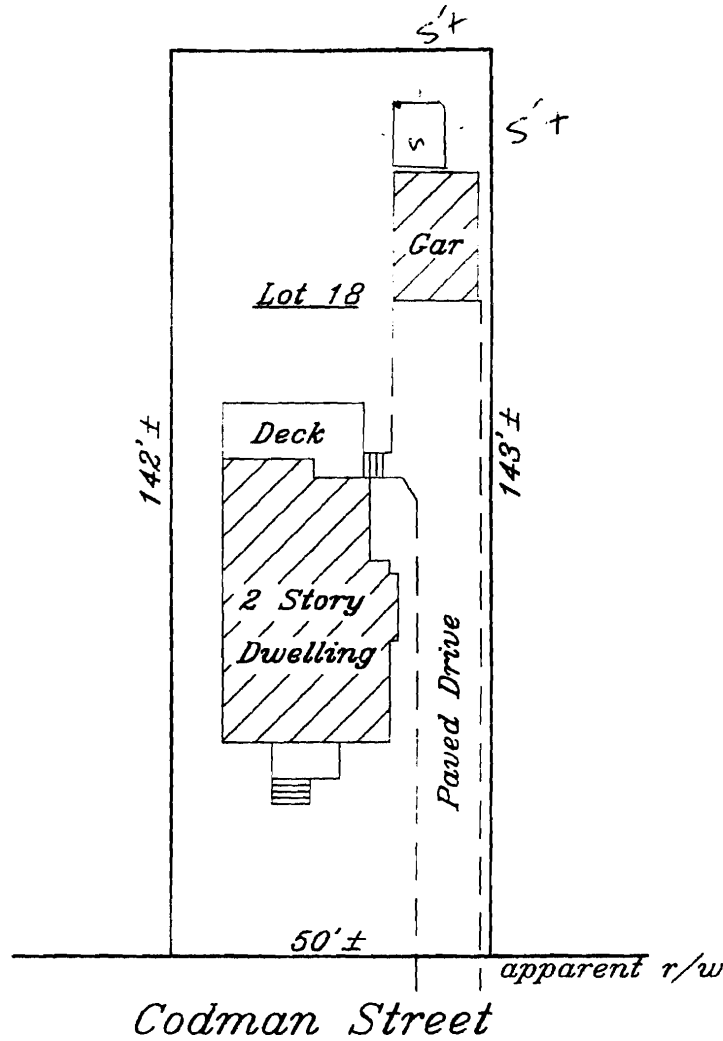 5'+
5'+
S
Gar
Lot 18
Deck
142'±
143'±
2 Story
Dwelling
Paved Drive
50'±
apparent r/w
Codman Street